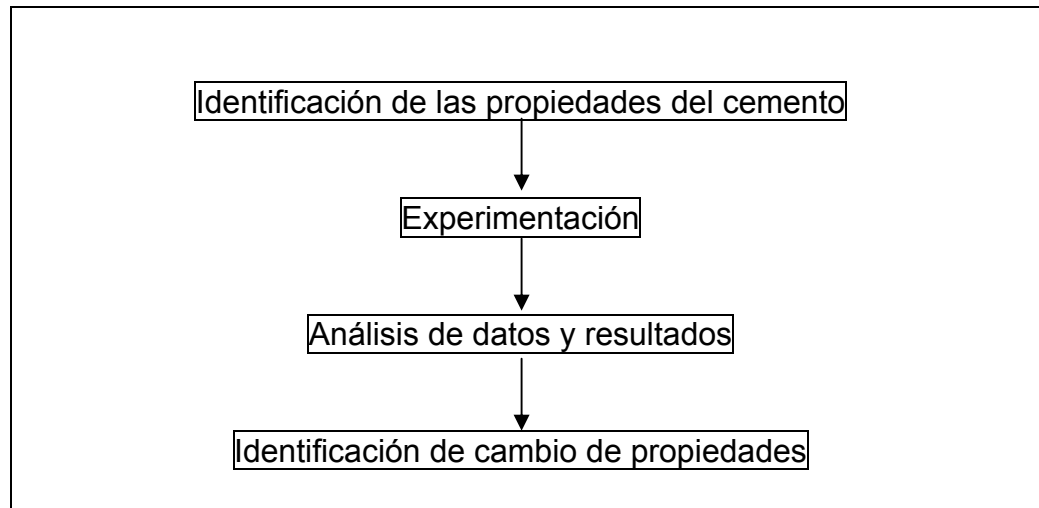 Identificación de las propiedades del cemento
Experimentación
Análisis de datos y resultados
Identificación de cambio de propiedades